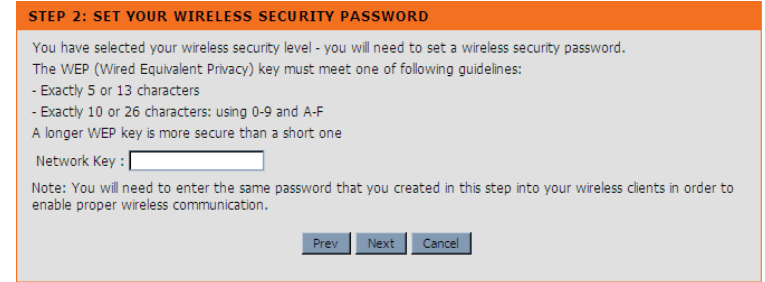 STEP 2: SET YOUR WIRELESS SECURITY PASSWORD
You have selected your wireless security level - you will need to set a wireless security password.
The WEP (Wired Equivalent Privacy) key must meet one of following guidelines:
- Exactly 5 or 13 characters
- Exactly 10 or 26 characters: using 0-9 and A-F
A longer WEP key is more secure than a short one
Network Key :
Note: You will need to enter the same password that you created in this step into your wireless clients in order to
enable proper wireless communication.
Prev Next Cancel